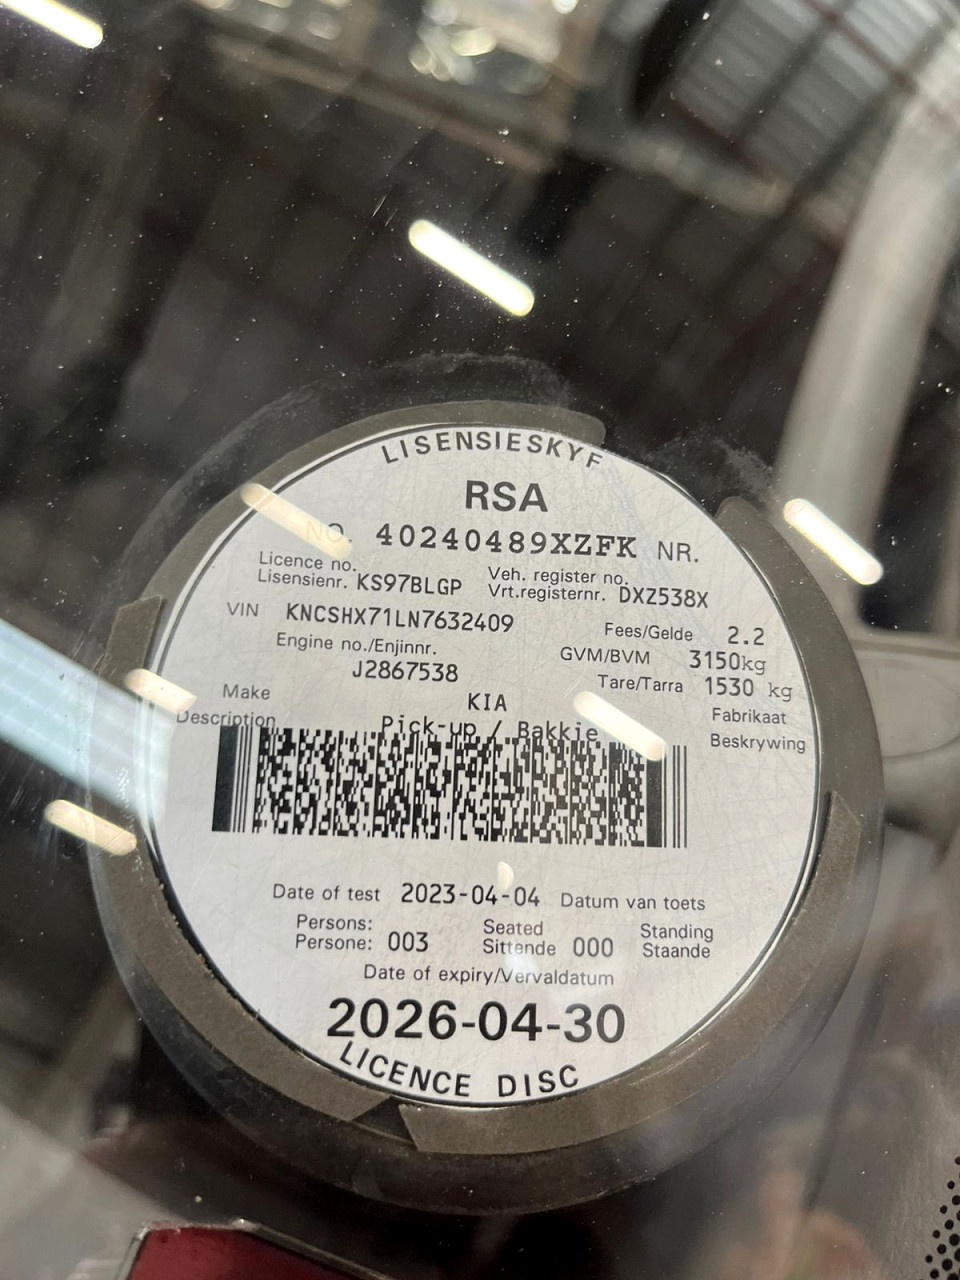 LISENSIESKYF
RSA
NO. 40240489XZFK NR.
Licence no. Veh. register no.
Lisensienr. KS97BLGP Vrt.registernr. DXZ538X
VIN KNCSHX71LN7632409 Fees/Gelde 2.2
Engine no./Enjinnr. GVM/BVM 3150kg
J2867538 Tare/Tarra 1530 kg
Make KIA Fabrikaat
Description Pick-up / Bakkie Beskrywing
Date of test 2023-04-04 Datum van toets
Persons: Seated Standing
Persone: 003 Sittende 000 Staande
Date of expiry/Vervaldatum
2026-04-30
LICENCE DISC